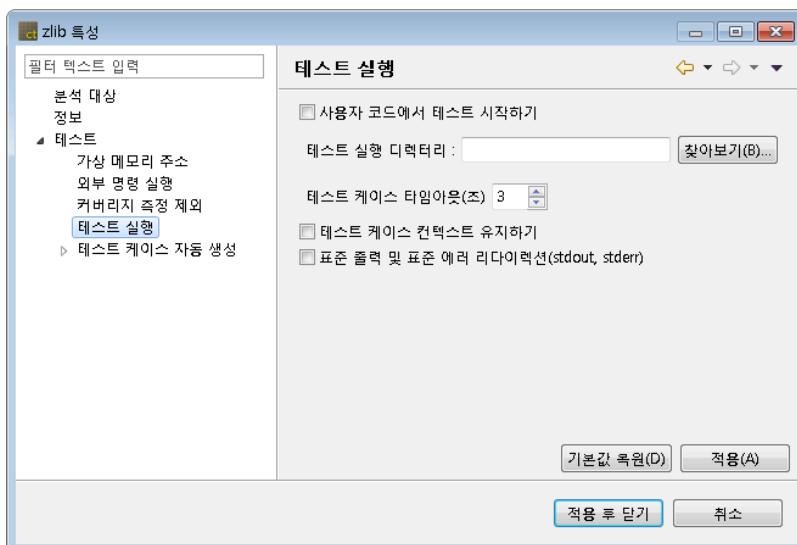 ct zlib 특성
필터 텍스트 입력
분석 대상
정보
테스트
가상 메모리 주소
외부 명령 실행
커버리지 측정 제외
테스트 실행
테스트 케이스 자동 생성
테스트 실행
사용자 코드에서 테스트 시작하기
테스트 실행 디렉터리 :
찾아보기(B)...
테스트 케이스 타임아웃(초) 3
테스트 케이스 컨텍스트 유지하기
표준 출력 및 표준 에러 리다이렉션(stdout, stderr)
기본값 복원(D) 적용(A)
적용 후 닫기 취소